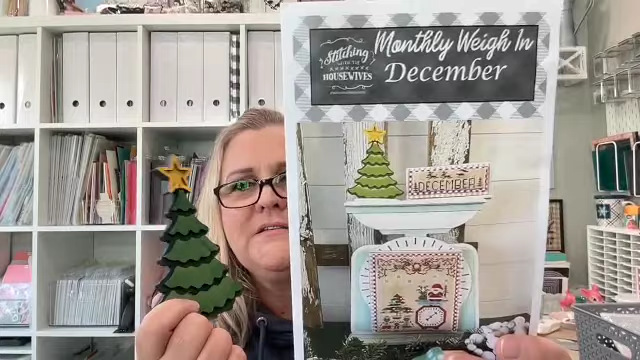 Stitching
WITH THE
HOUSEWIVES
Monthly Weigh In
December
DECEMBER